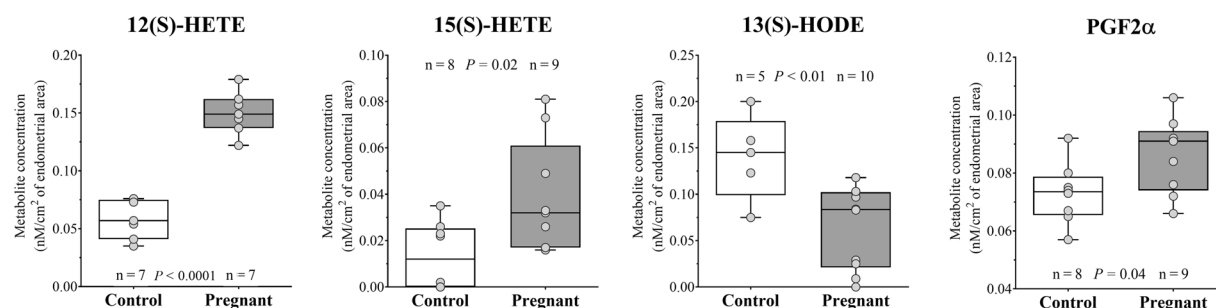 12(S)-HETE
Metabolite concentration
(nM/cm² of endometrial area)
0.20
0.15
0.10
0.05
0.00
n = 7 P < 0.0001 n = 7
Control Pregnant
15(S)-HETE
Metabolite concentration
(nM/cm² of endometrial area)
0.10
0.08
0.06
0.04
0.02
0.00
n = 8 P = 0.02 n = 9
Control Pregnant
13(S)-HODE
Metabolite concentration
(nM/cm² of endometrial area)
0.25
0.20
0.15
0.10
0.05
0.00
n = 5 P < 0.01 n = 10
Control Pregnant
PGF2α
Metabolite concentration
(nM/cm² of endometrial area)
0.12
0.10
0.08
0.06
0.04
n = 8 P = 0.04 n = 9
Control Pregnant